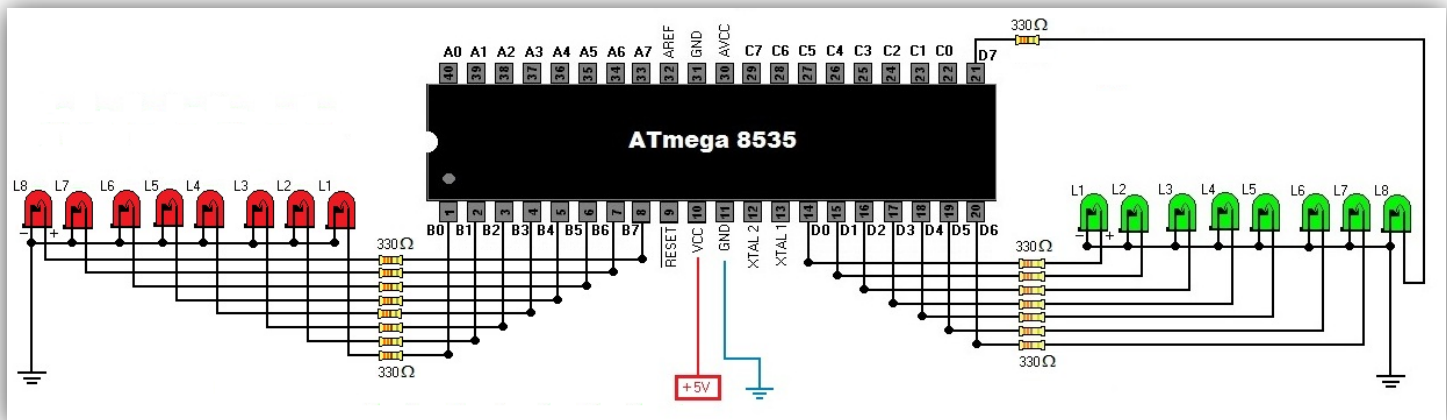 330Ω
A0 A1 A2 A3 A4 A5 A6 A7 AREF GND AVCC C7 C6 C5 C4 C3 C2 C1 C0 D7
40 39 38 37 36 35 34 33 32 31 30 29 28 27 26 25 24 23 22 21
ATmega 8535
L8 L7 L6 L5 L4 L3 L2 L1
L1 L2 L3 L4 L5 L6 L7 L8
1 2 3 4 5 6 7 8 9 10 11 12 13 14 15 16 17 18 19 20
B0 B1 B2 B3 B4 B5 B6 B7 RESET VCC GND XTAL 2 XTAL 1 D0 D1 D2 D3 D4 D5 D6
- +
- +
330Ω
330Ω
330Ω
330Ω
+5V